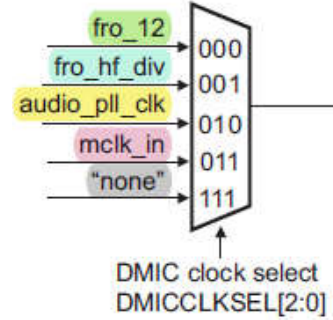 fro_12
000
fro_hf_div
001
audio_pll_clk
010
mclk_in
011
“none”
111
DMIC clock select
DMICCLKSEL[2:0]